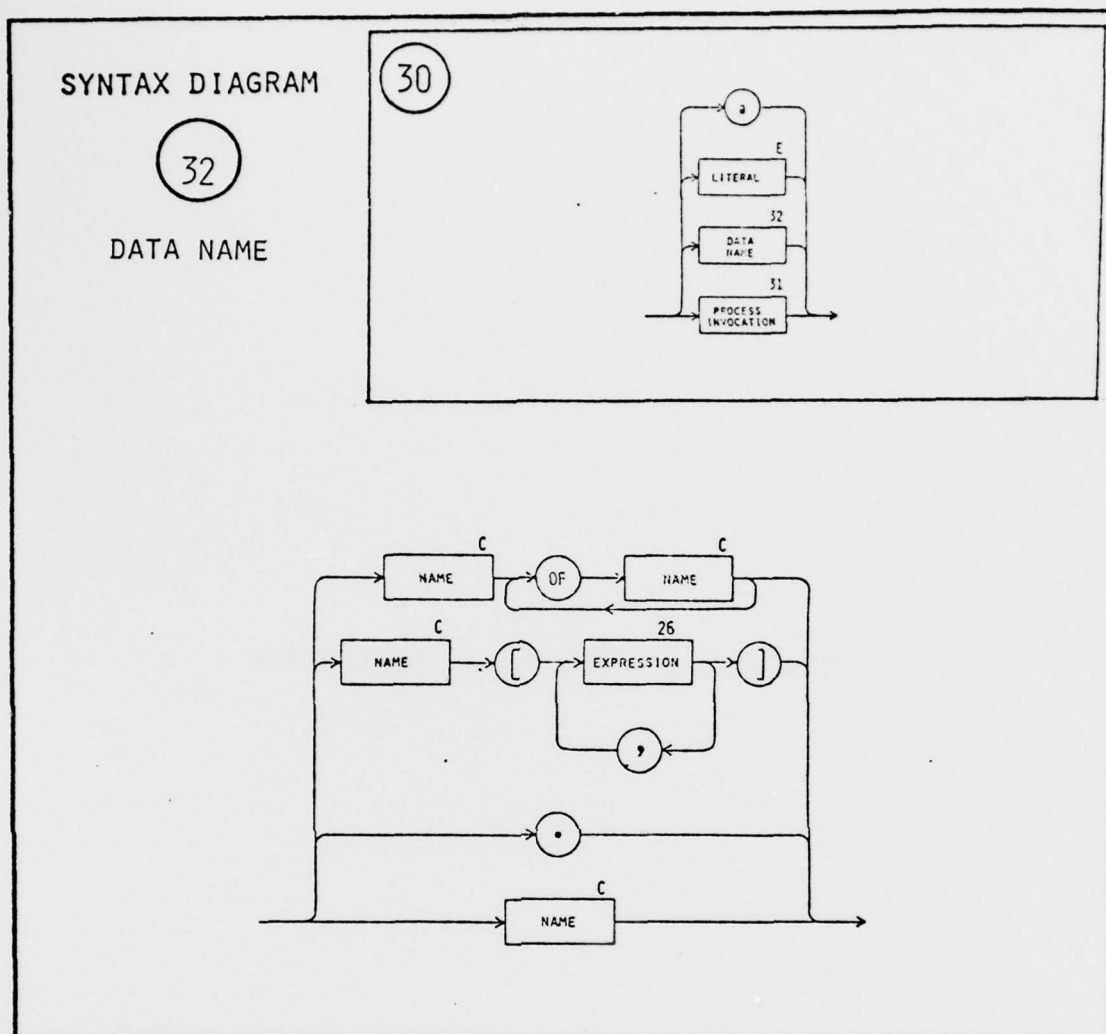 SYNTAX DIAGRAM
32
DATA NAME
30
a
E
LITERAL
32
DATA
NAME
31
PROCESS
INVOCATION
C
C
NAME
OF
NAME
C
26
NAME
[
EXPRESSION
]
,
.
C
NAME